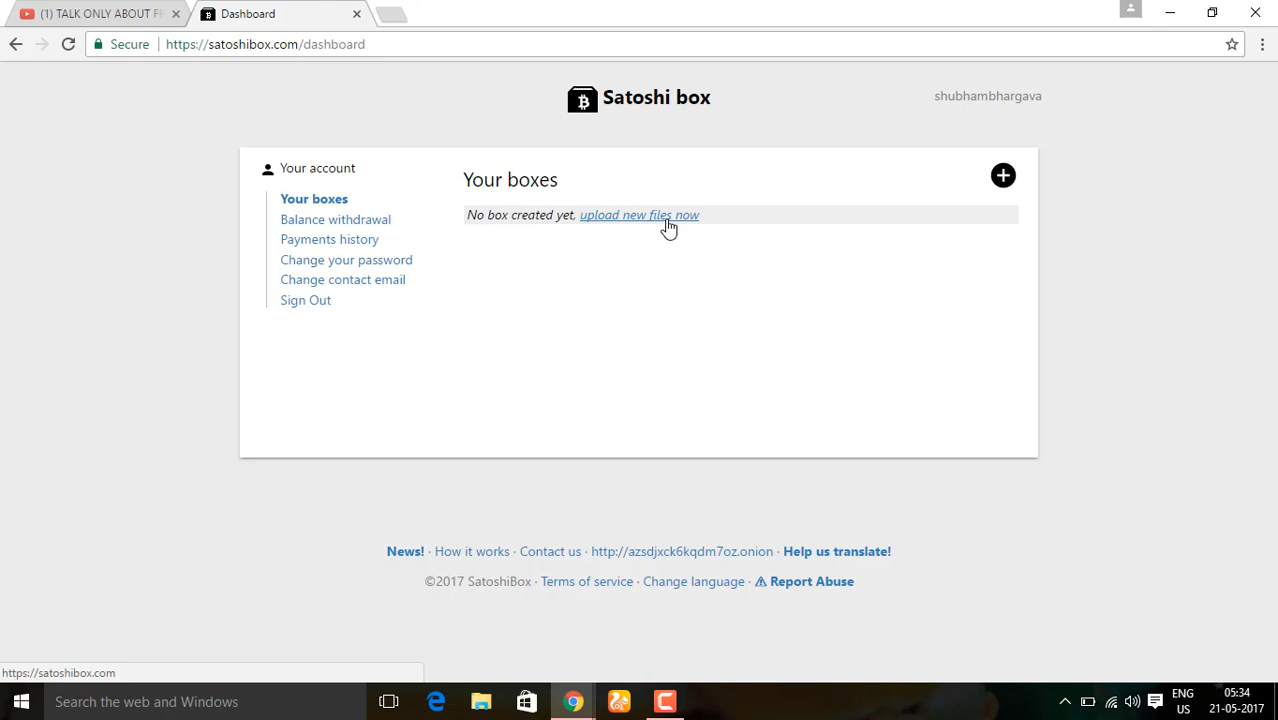 (1) TALK ONLY ABOUT FR
Dashboard
Secure
https://satoshibox.com/dashboard
Satoshi box
shubhambhargava
Your account
Your boxes
Balance withdrawal
Payments history
Change your password
Change contact email
Sign Out
Your boxes
No box created yet, upload new files now
News! · How it works · Contact us · http://azsdjxck6kqdm7oz.onion · Help us translate!
©2017 SatoshiBox · Terms of service · Change language · Report Abuse
https://satoshibox.com
Search the web and Windows
ENG
US
05:34
21-05-2017